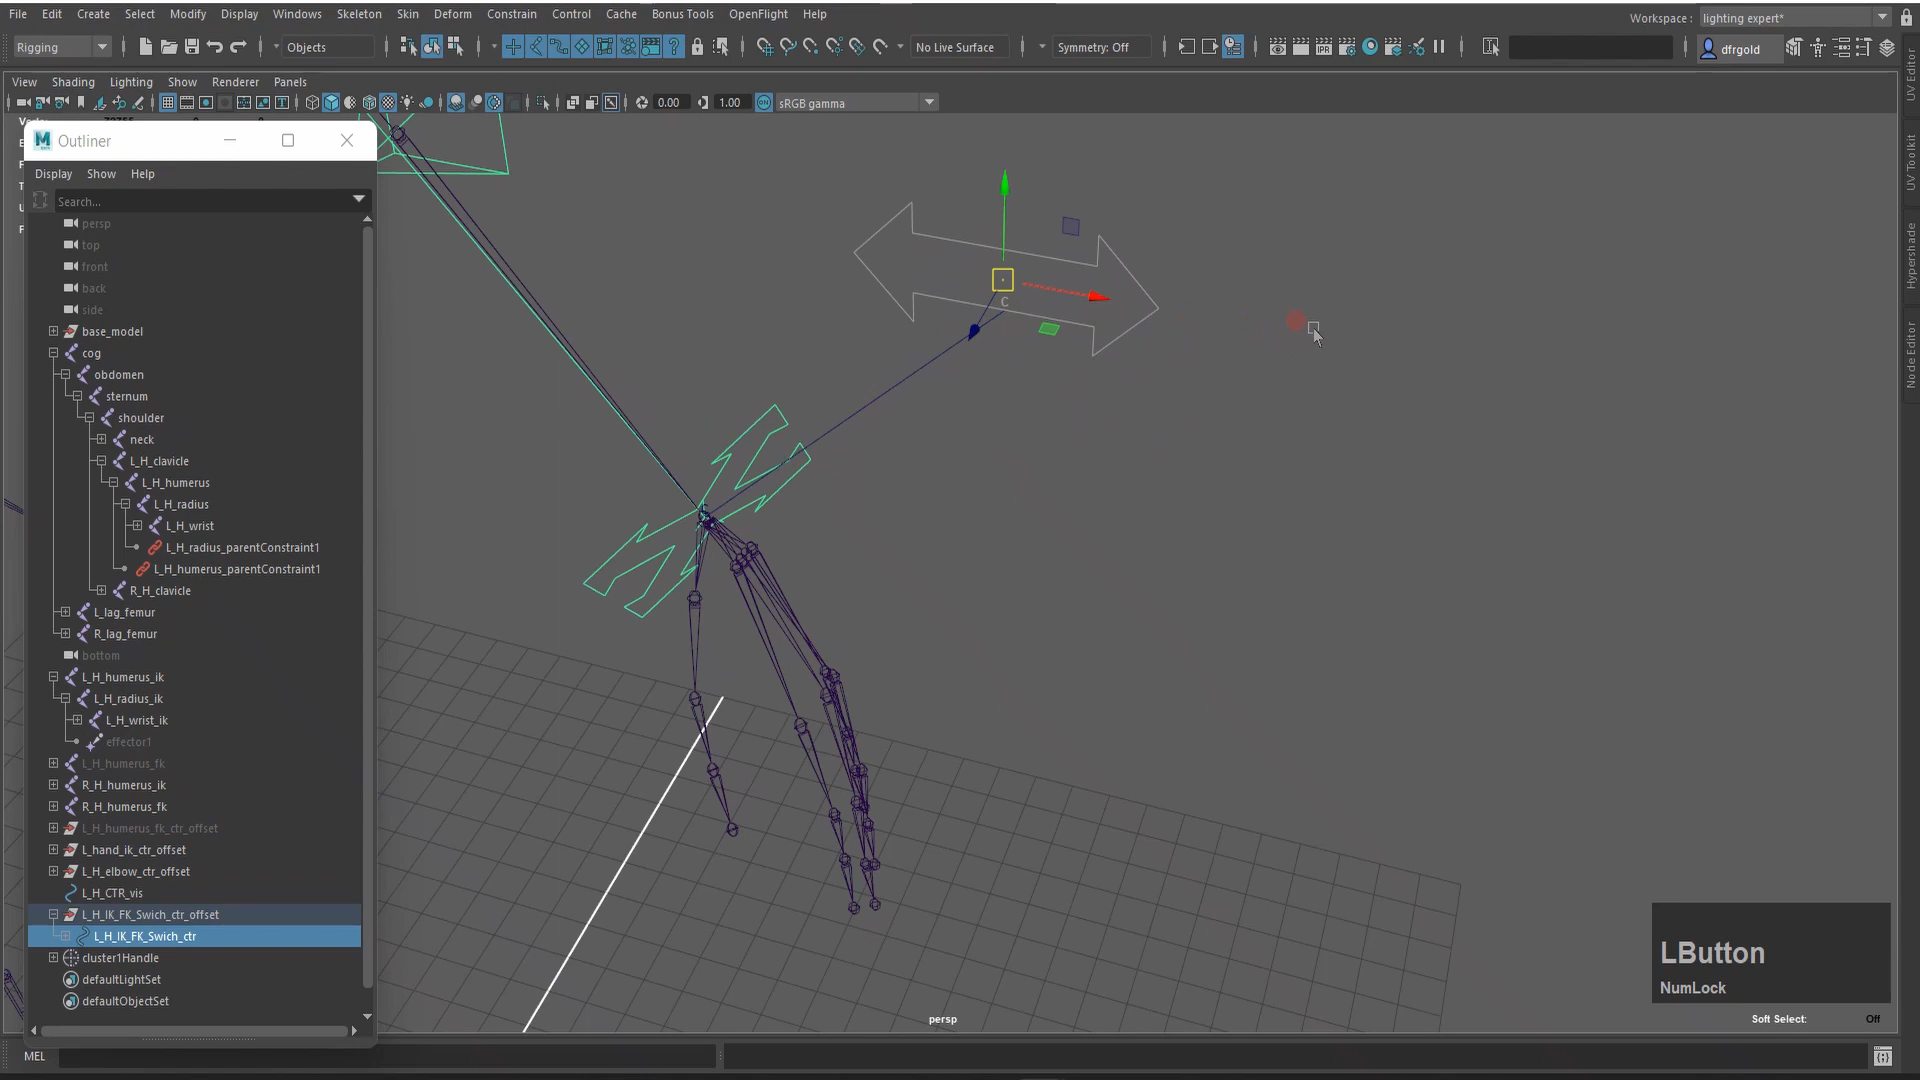 File Edit Create Select Modify Display Windows Skeleton Skin Deform Constrain Control Cache Bonus Tools OpenFlight Help
Workspace : lighting expert*
Rigging Objects No Live Surface Symmetry: Off dfrgold
View Shading Lighting Show Renderer Panels
0.00 1.00 sRGB gamma
Outliner
Display Show Help
Search...
persp
top
front
back
side
base_model
cog
obdomen
sternum
shoulder
neck
L_H_clavicle
L_H_humerus
L_H_radius
L_H_wrist
L_H_radius_parentConstraint1
L_H_humerus_parentConstraint1
R_H_clavicle
L_lag_femur
R_lag_femur
bottom
L_H_humerus_ik
L_H_radius_ik
L_H_wrist_ik
effector1
L_H_humerus_fk
R_H_humerus_ik
R_H_humerus_fk
L_H_humerus_fk_ctr_offset
L_hand_ik_ctr_offset
L_H_elbow_ctr_offset
L_H_CTR_vis
L_H_IK_FK_Swich_ctr_offset
L_H_IK_FK_Swich_ctr
cluster1Handle
defaultLightSet
defaultObjectSet
C
LButton
NumLock
persp
Soft Select: Off
MEL
UV Editor
UV Toolkit
Hypershade
Node Editor